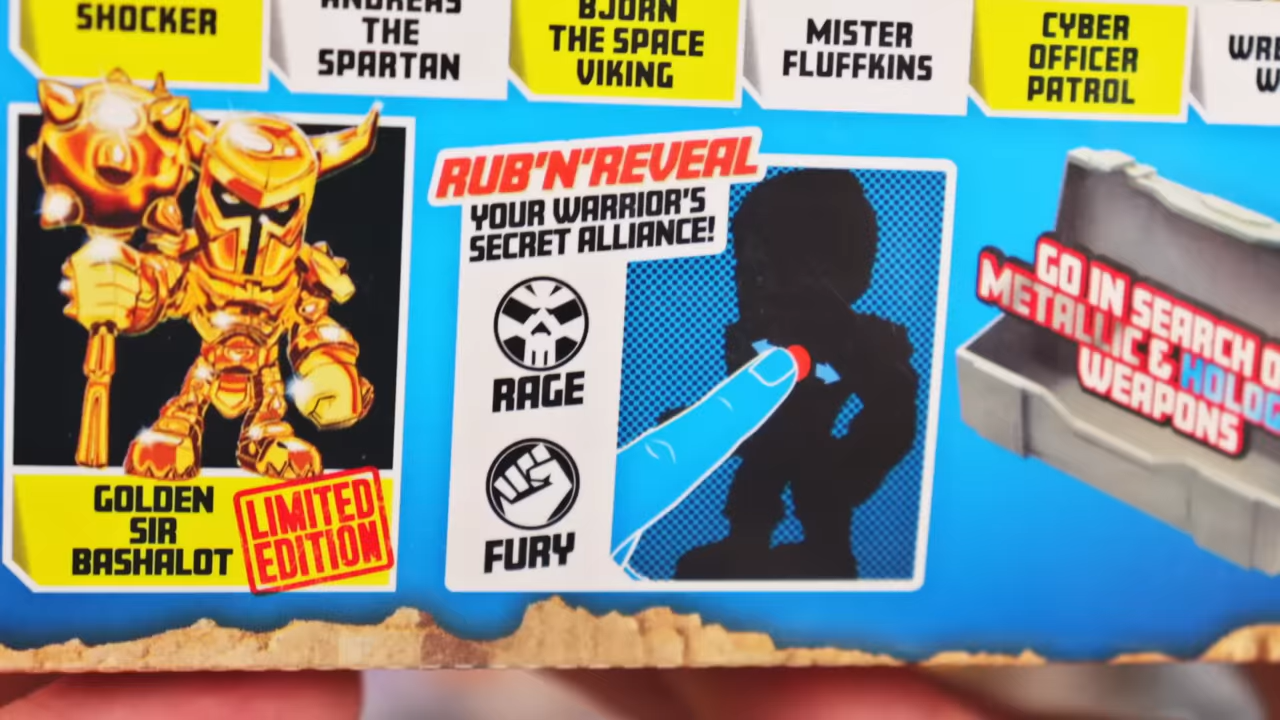 SHOCKER
ANDREAS
THE
SPARTAN
BJORN
THE SPACE
VIKING
MISTER
FLUFFKINS
CYBER
OFFICER
PATROL
RUB'N'REVEAL
YOUR WARRIOR'S
SECRET ALLIANCE!
RAGE
FURY
GOLDEN
SIR
BASHALOT
LIMITED
EDITION
GO IN SEARCH
METALLIC &
WEAPONS